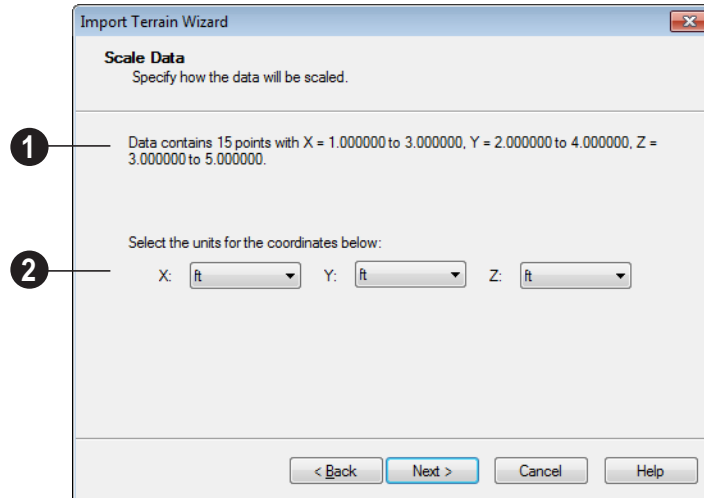 Import Terrain Wizard
Scale Data
Specify how the data will be scaled.
1
Data contains 15 points with X = 1.000000 to 3.000000, Y = 2.000000 to 4.000000, Z =
3.000000 to 5.000000.
Select the units for the coordinates below:
2
X: ft Y: ft Z: ft
< Back Next > Cancel Help